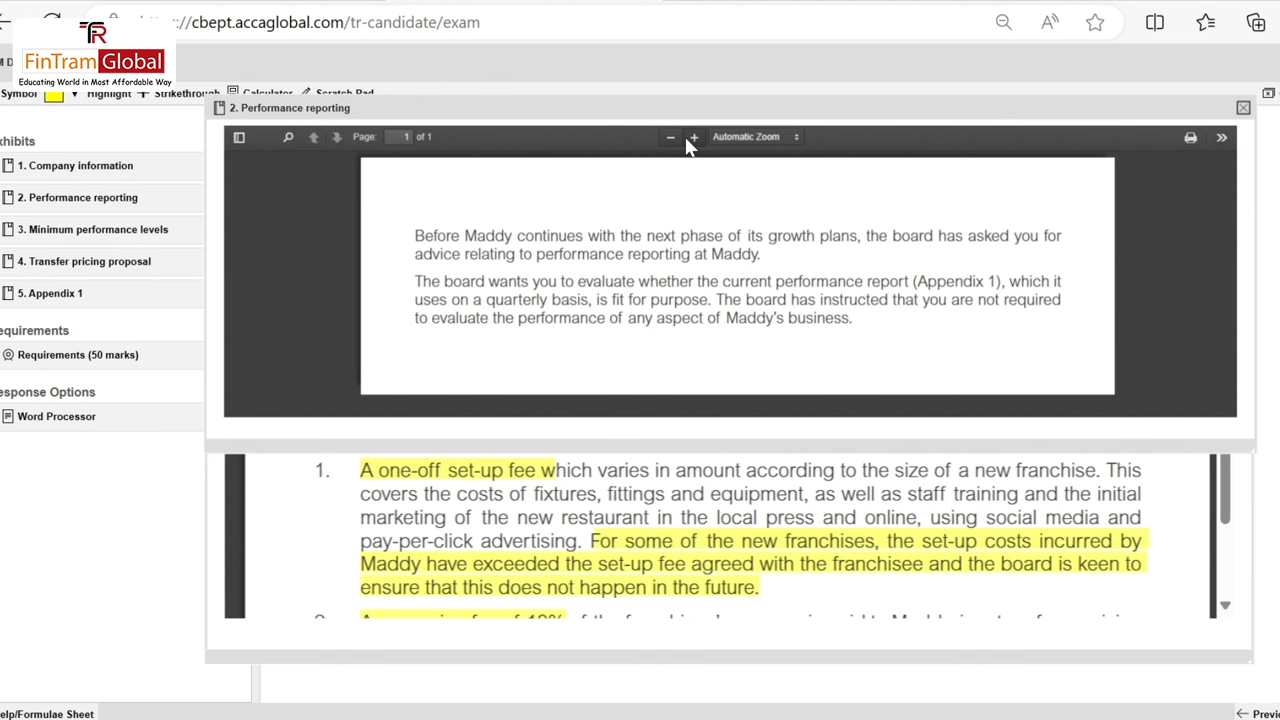 ://cbept.accaglobal.com/tr-candidate/exam
FR
FinTram Global
Educating World in Most Affordable Way
M D
Symbol Highlight Strikethrough Calculator Scratch Pad
2. Performance reporting
Page: 1 of 1 Automatic Zoom
xhibits
1. Company information
2. Performance reporting
3. Minimum performance levels
4. Transfer pricing proposal
5. Appendix 1
equirements
Requirements (50 marks)
esponse Options
Word Processor
Before Maddy continues with the next phase of its growth plans, the board has asked you for
advice relating to performance reporting at Maddy.
The board wants you to evaluate whether the current performance report (Appendix 1), which it
uses on a quarterly basis, is fit for purpose. The board has instructed that you are not required
to evaluate the performance of any aspect of Maddy's business.
1. A one-off set-up fee which varies in amount according to the size of a new franchise. This
covers the costs of fixtures, fittings and equipment, as well as staff training and the initial
marketing of the new restaurant in the local press and online, using social media and
pay-per-click advertising. For some of the new franchises, the set-up costs incurred by
Maddy have exceeded the set-up fee agreed with the franchisee and the board is keen to
ensure that this does not happen in the future.
elp/Formulae Sheet
Previo